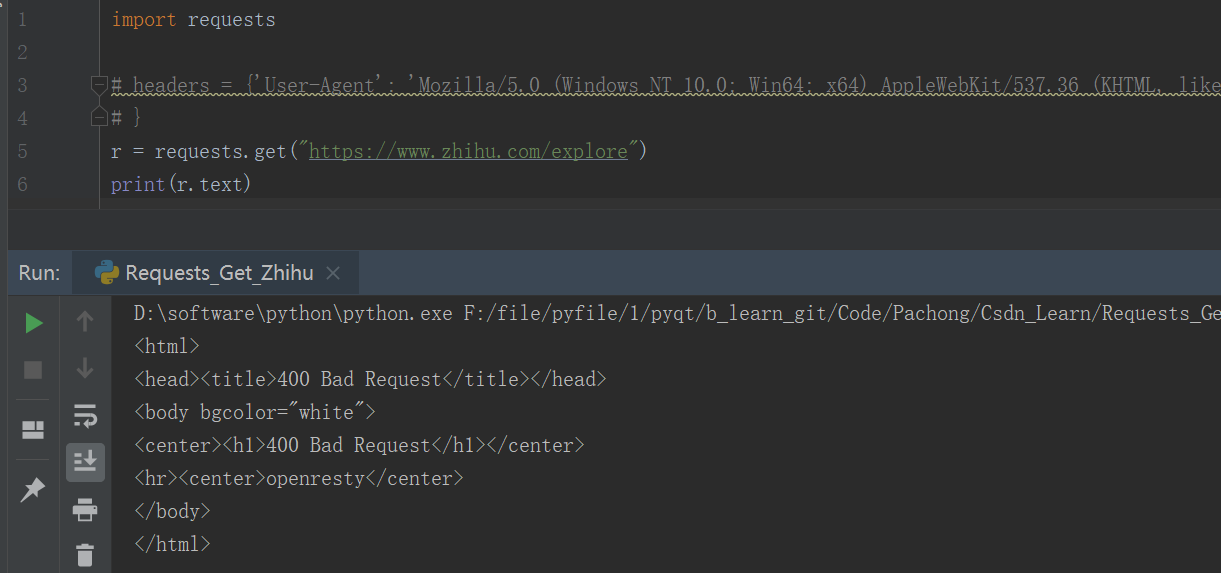 1 import requests
2
3 # headers = {'User-Agent': 'Mozilla/5.0 (Windows NT 10.0; Win64; x64) AppleWebKit/537.36 (KHTML, like
4 # }
5 r = requests.get("https://www.zhihu.com/explore")
6 print(r.text)
Run: Requests_Get_Zhihu
D:\software\python\python.exe F:/file/pyfile/1/pyqt/b_learn_git/Code/Pachong/Csdn_Learn/Requests_Ge
<html>
<head><title>400 Bad Request</title></head>
<body bgcolor="white">
<center><h1>400 Bad Request</h1></center>
<hr><center>openresty</center>
</body>
</html>